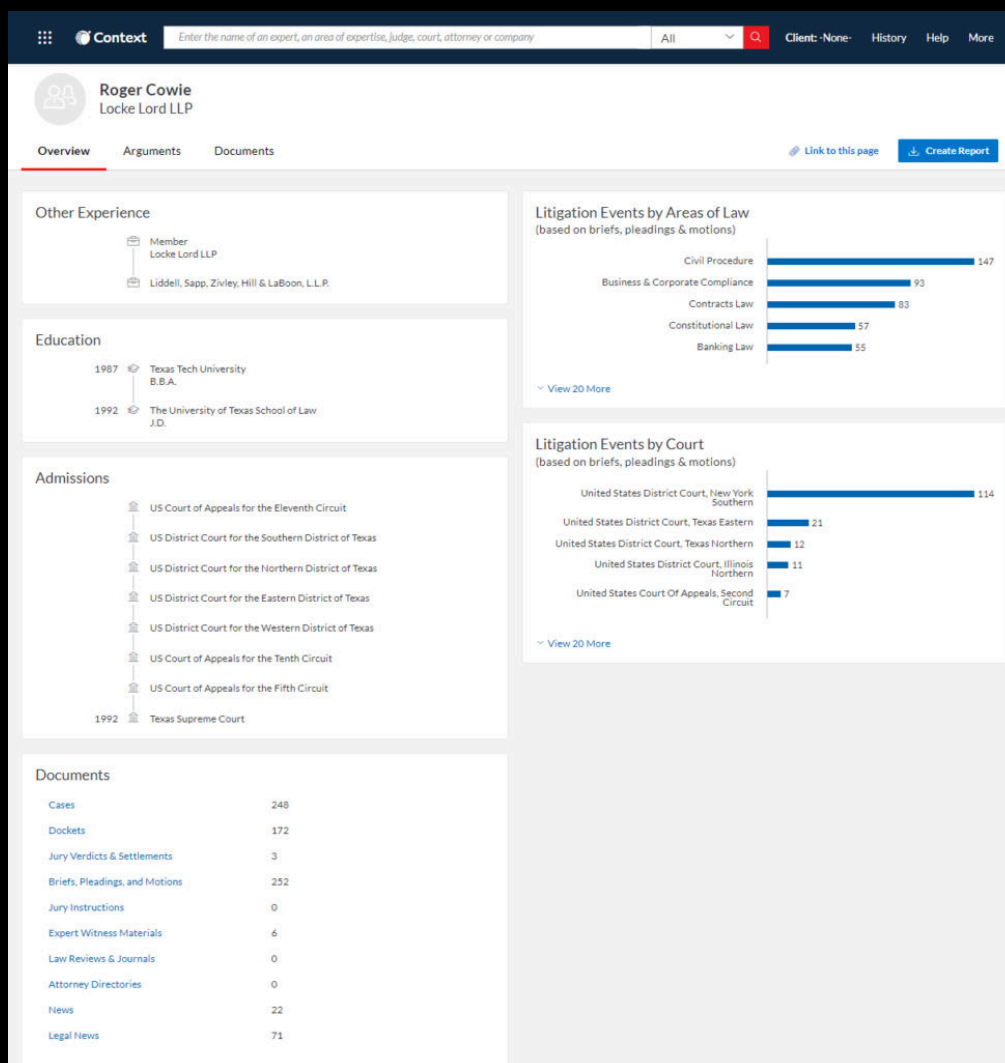 Context
Enter the name of an expert, an area of expertise, judge, court, attorney or company
All
Client: -None-
History
Help
More
Roger Cowie
Locke Lord LLP
Overview
Arguments
Documents
Link to this page
Create Report
Other Experience
Member
Locke Lord LLP
Liddell, Sapp, Zivley, Hill & LaBoon, L.L.P.
Education
1987 Texas Tech University
B.B.A.
1992 The University of Texas School of Law
J.D.
Admissions
US Court of Appeals for the Eleventh Circuit
US District Court for the Southern District of Texas
US District Court for the Northern District of Texas
US District Court for the Eastern District of Texas
US District Court for the Western District of Texas
US Court of Appeals for the Tenth Circuit
US Court of Appeals for the Fifth Circuit
1992 Texas Supreme Court
Documents
Cases 248
Dockets 172
Jury Verdicts & Settlements 3
Briefs, Pleadings, and Motions 252
Jury Instructions 0
Expert Witness Materials 6
Law Reviews & Journals 0
Attorney Directories 0
News 22
Legal News 71
Litigation Events by Areas of Law
(based on briefs, pleadings & motions)
Civil Procedure 147
Business & Corporate Compliance 93
Contracts Law 83
Constitutional Law 57
Banking Law 55
View 20 More
Litigation Events by Court
(based on briefs, pleadings & motions)
United States District Court, New York
Southern 114
United States District Court, Texas Eastern 21
United States District Court, Texas Northern 12
United States District Court, Illinois
Northern 11
United States Court Of Appeals, Second
Circuit 7
View 20 More